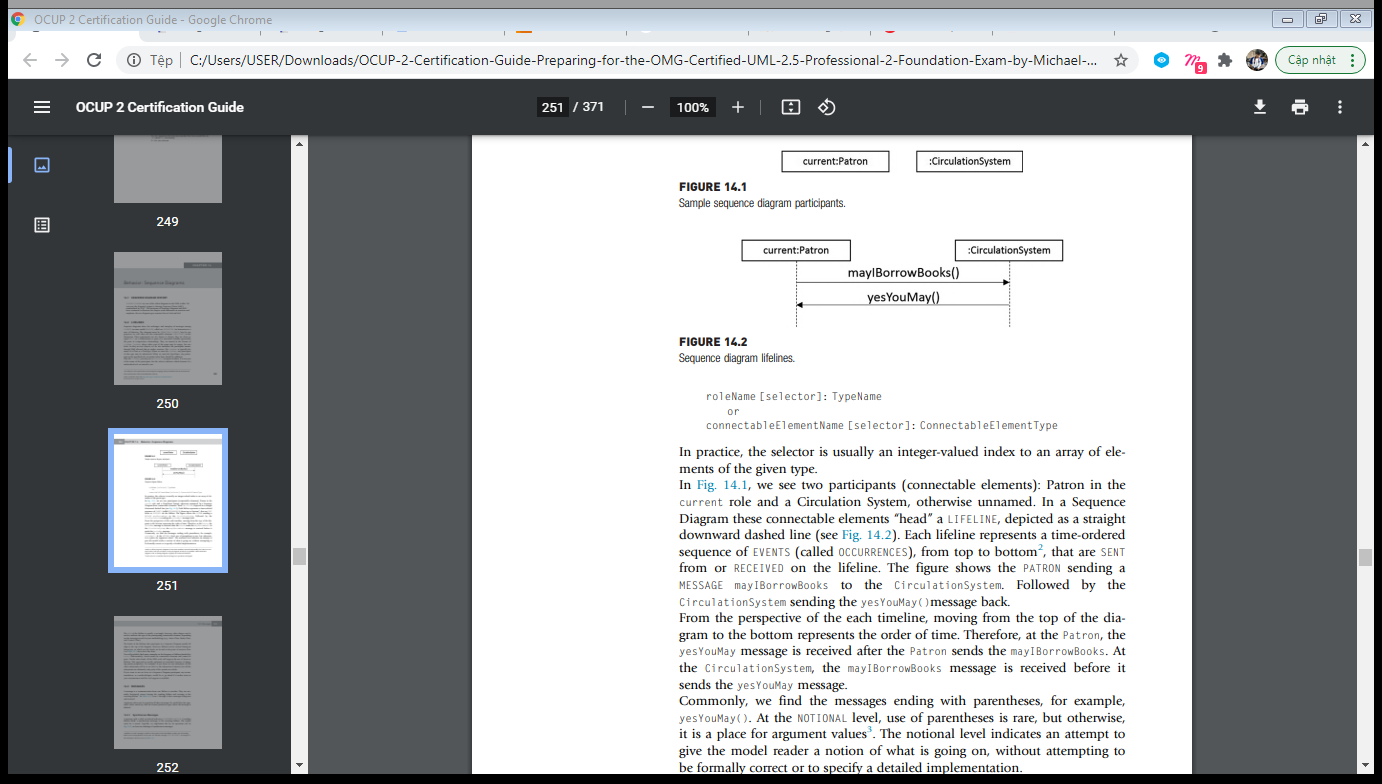 OCUP 2 Certification Guide - Google Chrome
Tệp
C:/Users/USER/Downloads/OCUP-2-Certification-Guide-Preparing-for-the-OMG-Certified-UML-2.5-Professional-2-Foundation-Exam-by-Michael-...
9
Cập nhật
OCUP 2 Certification Guide
251 / 371
100%
249
250
251
252
current:Patron
:CirculationSystem
FIGURE 14.1
Sample sequence diagram participants.
current:Patron
:CirculationSystem
mayIBorrowBooks()
yesYouMay()
FIGURE 14.2
Sequence diagram lifelines.
roleName [selector]: TypeName
or
connectableElementName [selector]: ConnectableElementType
In practice, the selector is usually an integer-valued index to an array of ele-
ments of the given type.
In Fig. 14.1, we see two participants (connectable elements): Patron in the
current role and a Circulation System, otherwise unnamed. In a Sequence
Diagram these connectable elements “head” a LIFELINE, depicted as a straight
downward dashed line (see Fig. 14.2). Each lifeline represents a time-ordered
sequence of EVENTS (called OCCURRENCES), from top to bottom2, that are SENT
from or RECEIVED on the lifeline. The figure shows the PATRON sending a
MESSAGE mayIBorrowBooks to the CirculationSystem. Followed by the
CirculationSystem sending the yesYouMay()message back.
From the perspective of the each timeline, moving from the top of the dia-
gram to the bottom represents the order of time. Therefore, at the Patron, the
yesYouMay message is received after the Patron sends the mayIBorrowBooks. At
the CirculationSystem, the mayIBorrowBooks message is received before it
sends the yesYouMay message.
Commonly, we find the messages ending with parentheses, for example,
yesYouMay(). At the NOTIONAL level, use of parentheses is rare, but otherwise,
it is a place for argument values3. The notional level indicates an attempt to
give the model reader a notion of what is going on, without attempting to
be formally correct or to specify a detailed implementation.